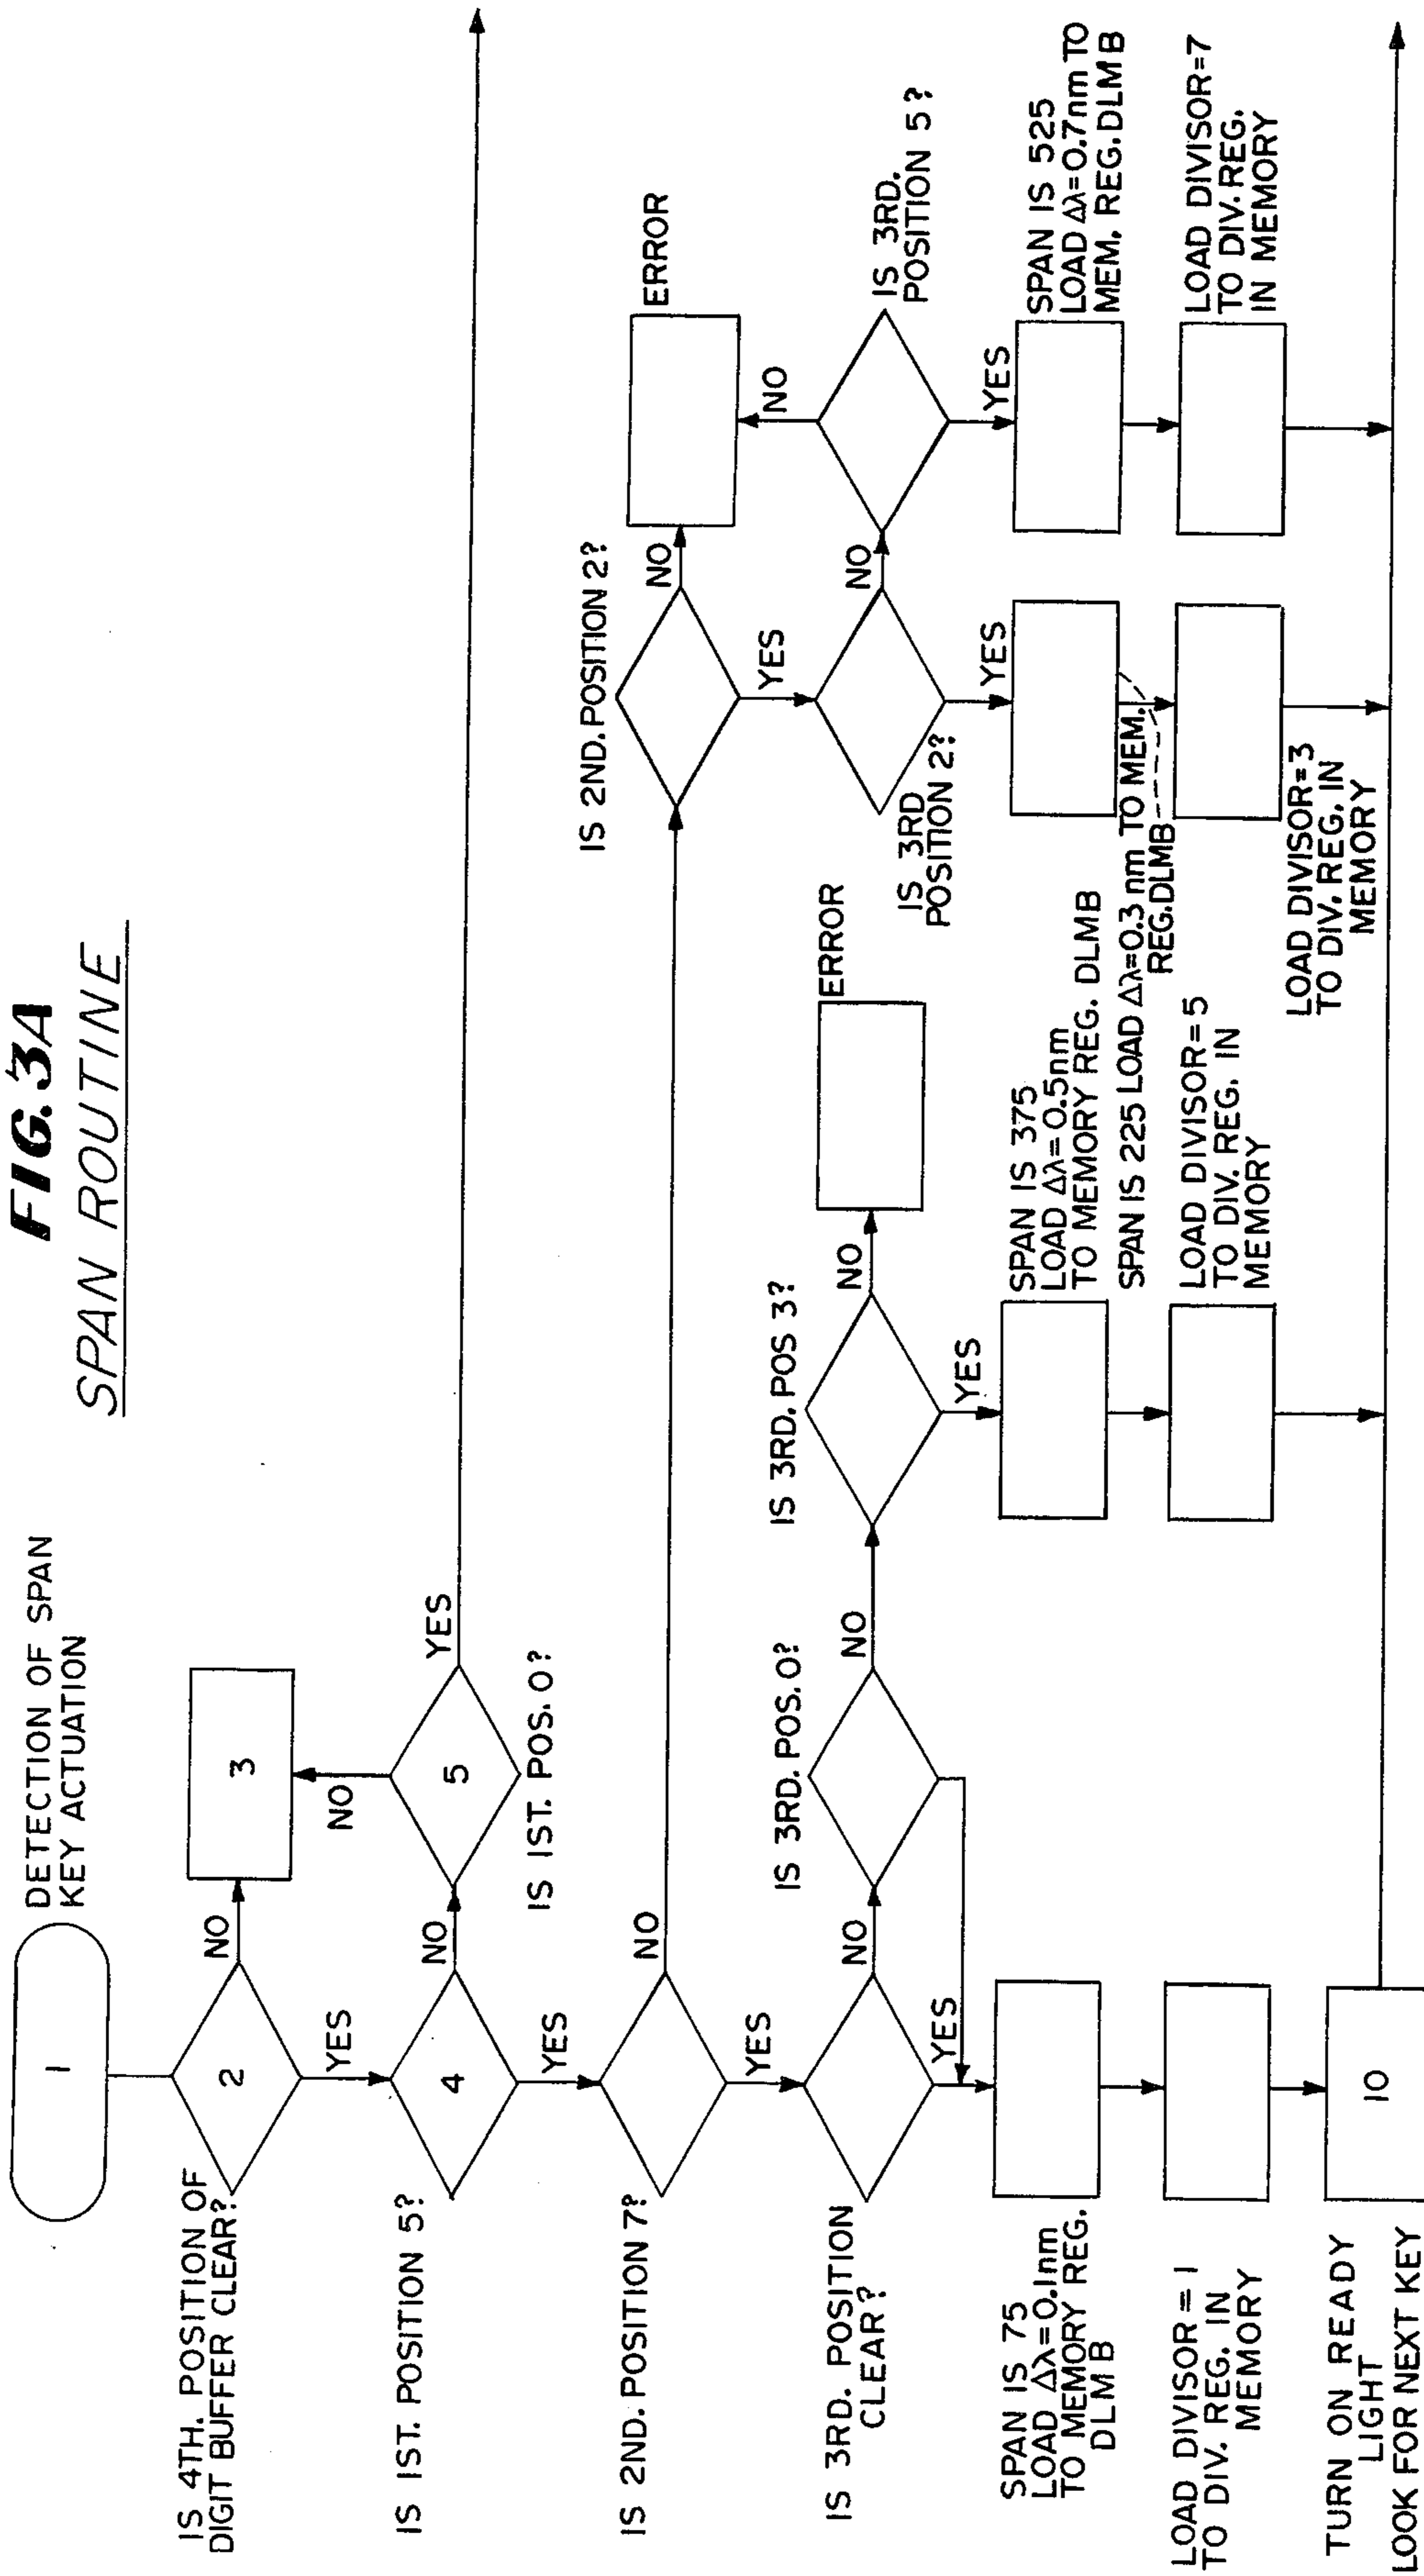 FIG. 3A
SPAN ROUTINE
DETECTION OF SPAN
KEY ACTUATION
1
IS 4TH. POSITION OF
DIGIT BUFFER CLEAR?
2
NO
3
YES
NO
IS 1ST. POSITION 5?
4
NO
5
YES
IS 1ST. POS. 0?
YES
IS 2ND. POSITION 7?
NO
IS 2ND. POSITION 2?
NO
ERROR
YES
YES
NO
IS 3RD. POSITION
CLEAR?
NO
IS 3RD. POS. 0?
NO
IS 3RD. POS 3?
NO
ERROR
IS 3RD
POSITION 2?
NO
IS 3RD.
POSITION 5?
YES
YES
YES
YES
SPAN IS 75
LOAD Δλ=0.1nm
TO MEMORY REG.
DLMB
SPAN IS 375
LOAD Δλ=0.5nm
TO MEMORY REG. DLMB
SPAN IS 225 LOAD Δλ=0.3 nm TO MEM.
REG.DLMB
SPAN IS 525
LOAD Δλ=0.7nm TO
MEM. REG.DLMB
LOAD DIVISOR = 1
TO DIV. REG. IN
MEMORY
LOAD DIVISOR=5
TO DIV. REG. IN
MEMORY
LOAD DIVISOR=3
TO DIV. REG. IN
MEMORY
LOAD DIVISOR=7
TO DIV.REG.
IN MEMORY
TURN ON READY
LIGHT
LOOK FOR NEXT KEY
10